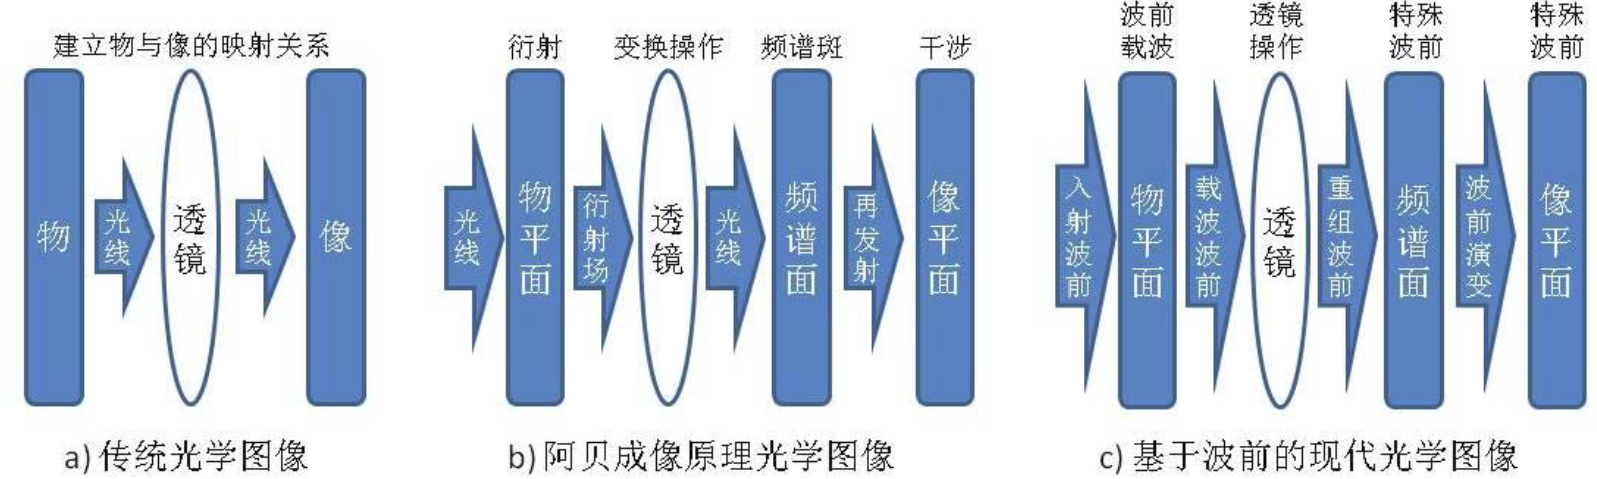 建立物与像的映射关系
物
光线
透镜
光线
像
a) 传统光学图像
衍射
变换操作
频谱斑
干涉
光线
物平面
衍射场
透镜
光线
频谱面
再发射
像平面
b) 阿贝成像原理光学图像
波前
载波
透镜
操作
特殊
波前
特殊
波前
入射波前
物平面
载波波前
透镜
重组波前
频谱面
波前演变
像平面
c) 基于波前的现代光学图像